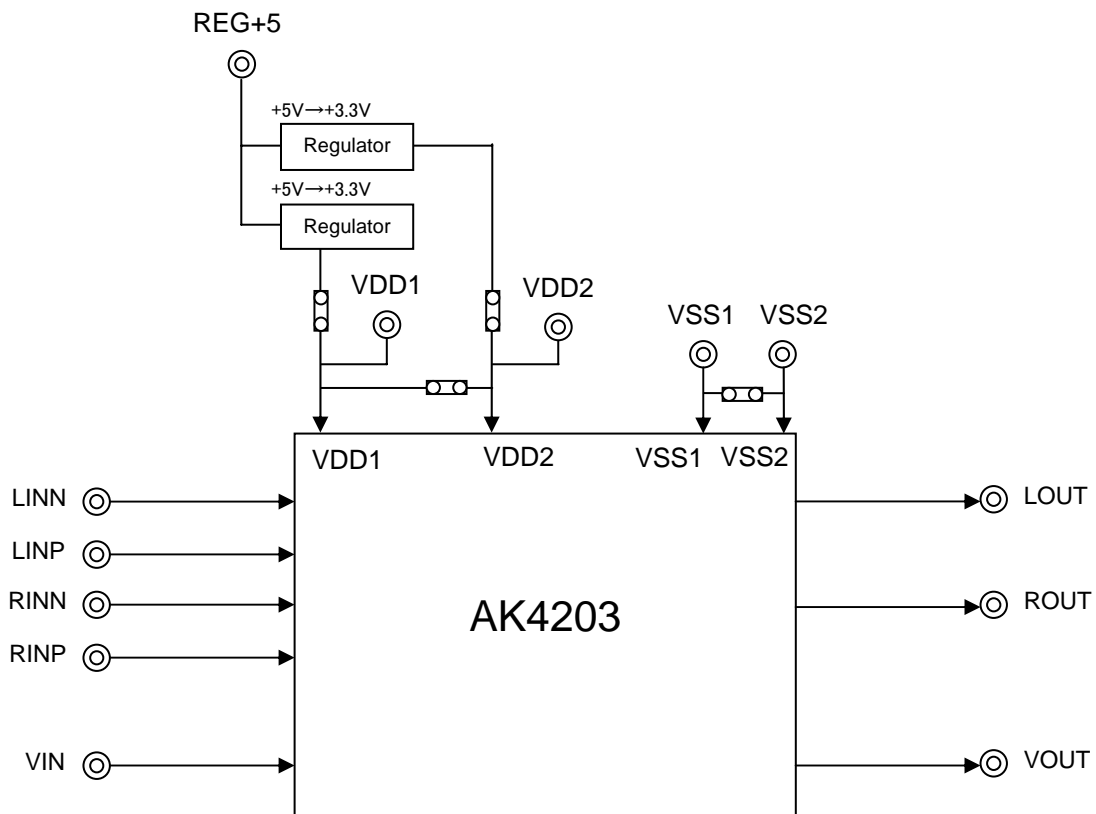 REG+5
+5V→+3.3V
Regulator
+5V→+3.3V
Regulator
VDD1
VDD2
VSS1
VSS2
VDD1
VDD2
VSS1
VSS2
LINN
LINP
RINN
RINP
VIN
AK4203
LOUT
ROUT
VOUT